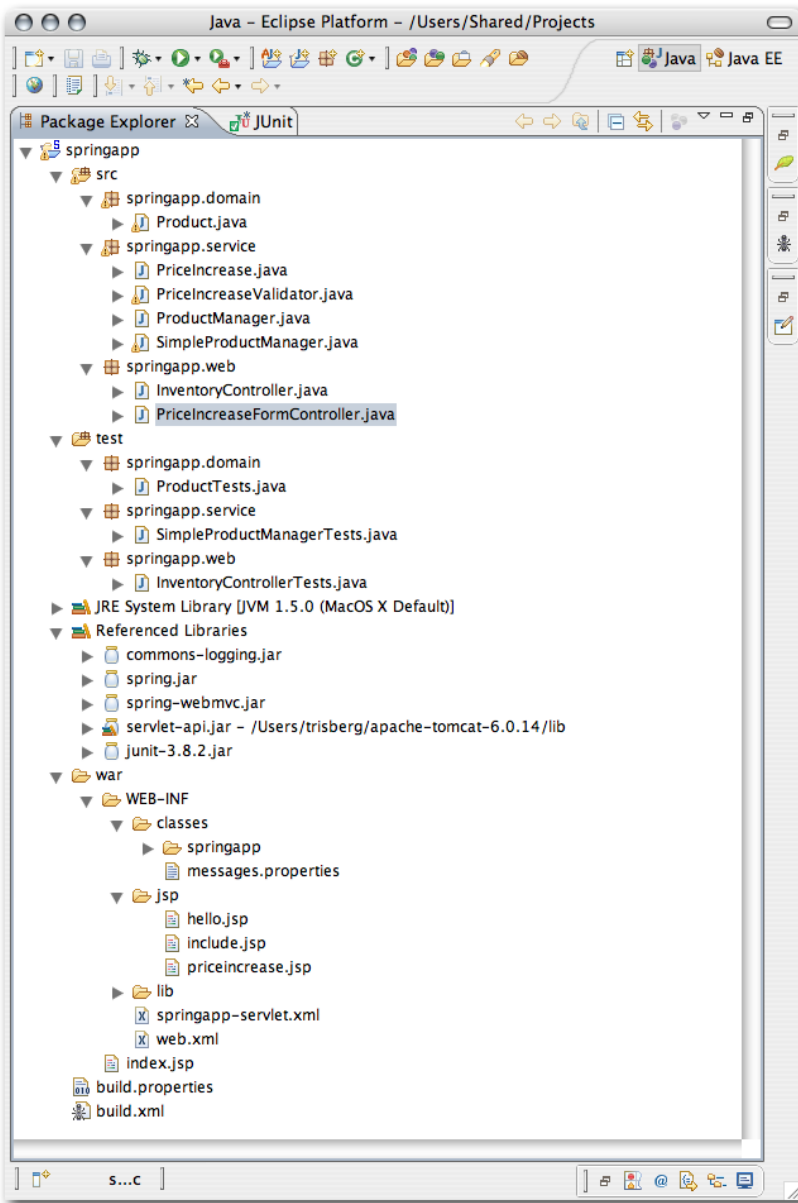 Java – Eclipse Platform – /Users/Shared/Projects
Java Java EE
Package Explorer JUnit
springapp
src
springapp.domain
Product.java
springapp.service
PriceIncrease.java
PriceIncreaseValidator.java
ProductManager.java
SimpleProductManager.java
springapp.web
InventoryController.java
PriceIncreaseFormController.java
test
springapp.domain
ProductTests.java
springapp.service
SimpleProductManagerTests.java
springapp.web
InventoryControllerTests.java
JRE System Library [JVM 1.5.0 (MacOS X Default)]
Referenced Libraries
commons-logging.jar
spring.jar
spring-webmvc.jar
servlet-api.jar – /Users/trisberg/apache-tomcat-6.0.14/lib
junit-3.8.2.jar
war
WEB-INF
classes
springapp
messages.properties
jsp
hello.jsp
include.jsp
priceincrease.jsp
lib
springapp-servlet.xml
web.xml
index.jsp
build.properties
build.xml
s...c